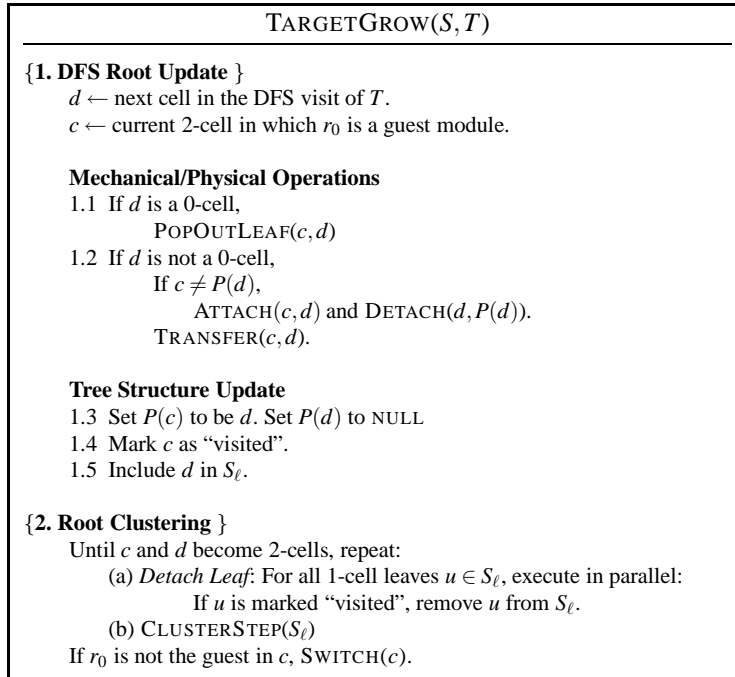 TARGETGROW(S,T)
{1. DFS Root Update }
d ← next cell in the DFS visit of T.
c ← current 2-cell in which r₀ is a guest module.
Mechanical/Physical Operations
1.1 If d is a 0-cell,
POPOUTLEAF(c,d)
1.2 If d is not a 0-cell,
If c ≠ P(d),
ATTACH(c,d) and DETACH(d,P(d)).
TRANSFER(c,d).
Tree Structure Update
1.3 Set P(c) to be d. Set P(d) to NULL
1.4 Mark c as “visited”.
1.5 Include d in Sℓ.
{2. Root Clustering }
Until c and d become 2-cells, repeat:
(a) Detach Leaf: For all 1-cell leaves u ∈ Sℓ, execute in parallel:
If u is marked “visited”, remove u from Sℓ.
(b) CLUSTERSTEP(Sℓ)
If r₀ is not the guest in c, SWITCH(c).